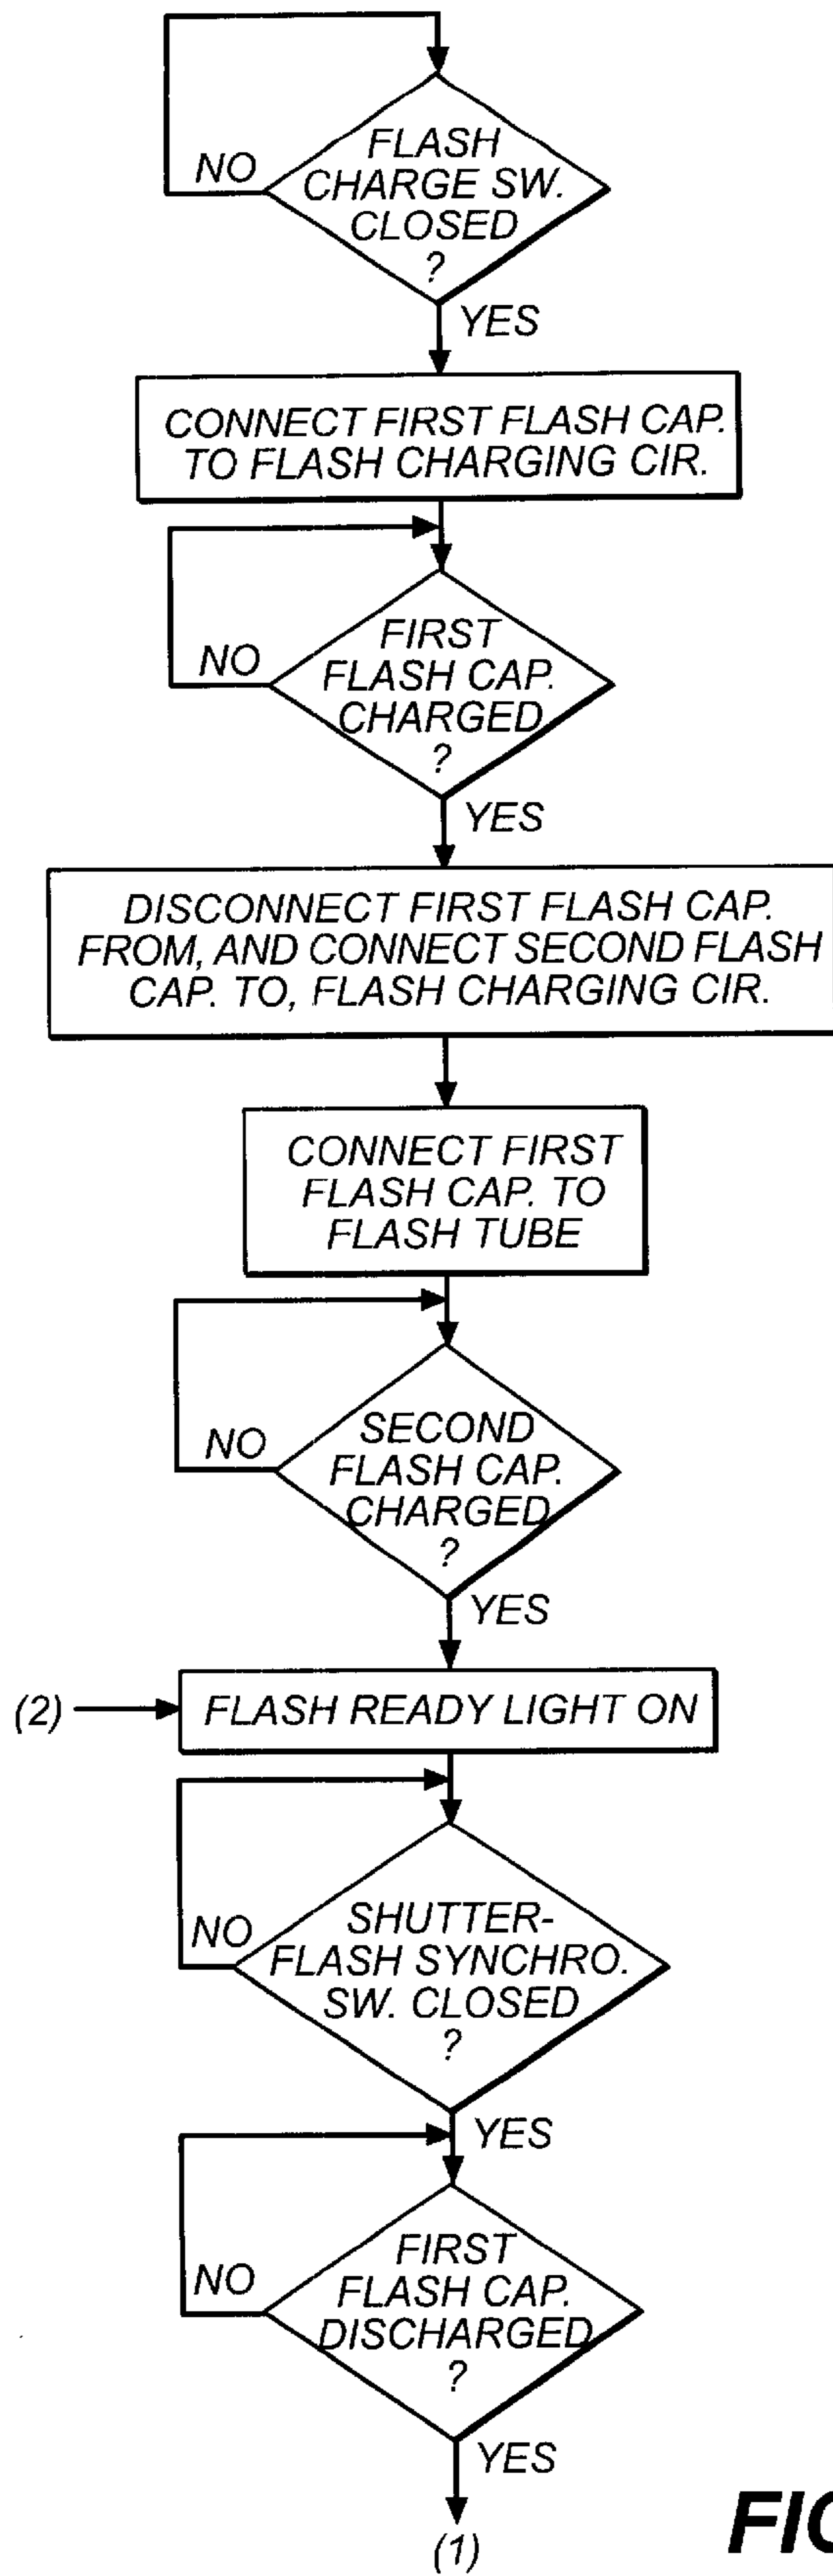 FLASH
CHARGE SW.
CLOSED
?
NO
YES
CONNECT FIRST FLASH CAP.
TO FLASH CHARGING CIR.
FIRST
FLASH CAP.
CHARGED
?
NO
YES
DISCONNECT FIRST FLASH CAP.
FROM, AND CONNECT SECOND FLASH
CAP. TO, FLASH CHARGING CIR.
CONNECT FIRST
FLASH CAP. TO
FLASH TUBE
SECOND
FLASH CAP.
CHARGED
?
NO
YES
(2)
FLASH READY LIGHT ON
SHUTTER-
FLASH SYNCHRO.
SW. CLOSED
?
NO
YES
FIRST
FLASH CAP.
DISCHARGED
?
NO
YES
(1)